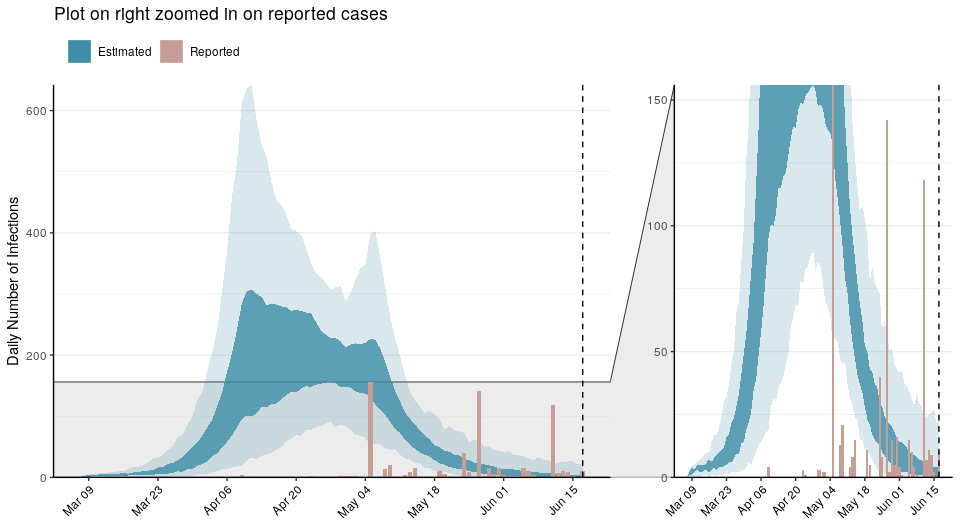 Plot on right zoomed in on reported cases
Estimated Reported
Daily Number of Infections
600
400
200
0
Mar 09 Mar 23 Apr 06 Apr 20 May 04 May 18 Jun 01 Jun 15
150
100
50
0
Mar 09 Mar 23 Apr 06 Apr 20 May 04 May 18 Jun 01 Jun 15